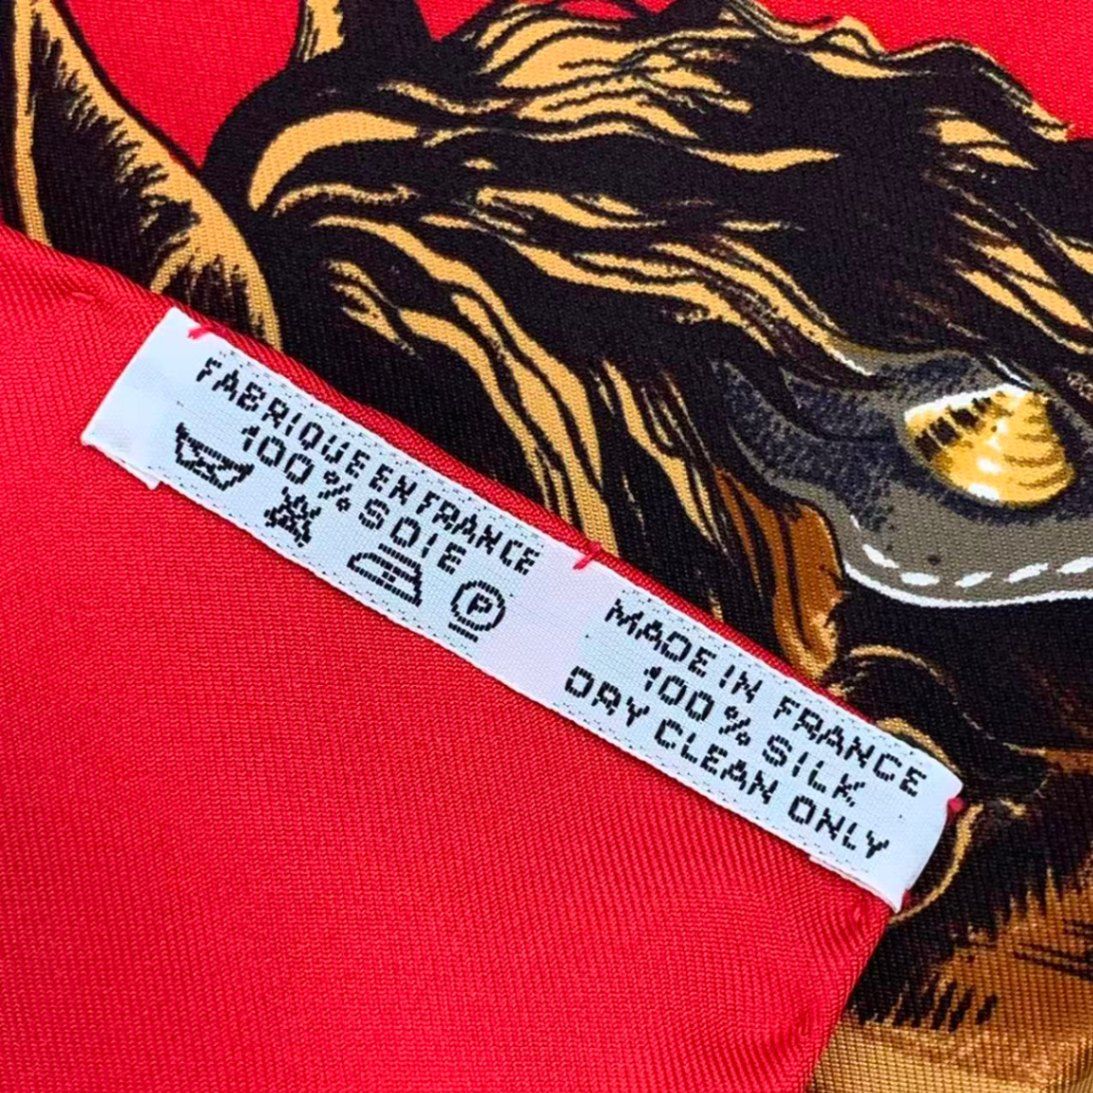 FABRIQUE EN FRANCE
100% SOIE
P
MADE IN FRANCE
100% SILK
DRY CLEAN ONLY